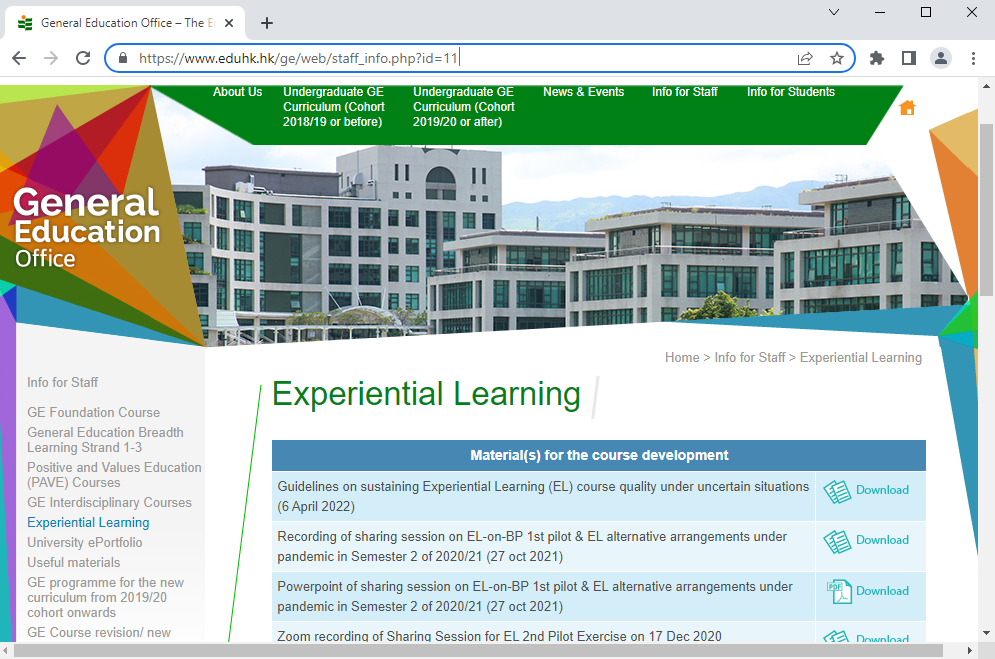 General Education Office – The E
https://www.eduhk.hk/ge/web/staff_info.php?id=11
About Us
Undergraduate GE
Curriculum (Cohort
2018/19 or before)
Undergraduate GE
Curriculum (Cohort
2019/20 or after)
News & Events
Info for Staff
Info for Students
General
Education
Office
Home > Info for Staff > Experiential Learning
Info for Staff
GE Foundation Course
General Education Breadth
Learning Strand 1-3
Positive and Values Education
(PAVE) Courses
GE Interdisciplinary Courses
Experiential Learning
University ePortfolio
Useful materials
GE programme for the new
curriculum from 2019/20
cohort onwards
GE Course revision/ new
Experiential Learning
Material(s) for the course development
Guidelines on sustaining Experiential Learning (EL) course quality under uncertain situations
(6 April 2022)
Download
Recording of sharing session on EL-on-BP 1st pilot & EL alternative arrangements under
pandemic in Semester 2 of 2020/21 (27 oct 2021)
Download
Powerpoint of sharing session on EL-on-BP 1st pilot & EL alternative arrangements under
pandemic in Semester 2 of 2020/21 (27 oct 2021)
PDF
Download
Zoom recording of Sharing Session for EL 2nd Pilot Exercise on 17 Dec 2020
Download